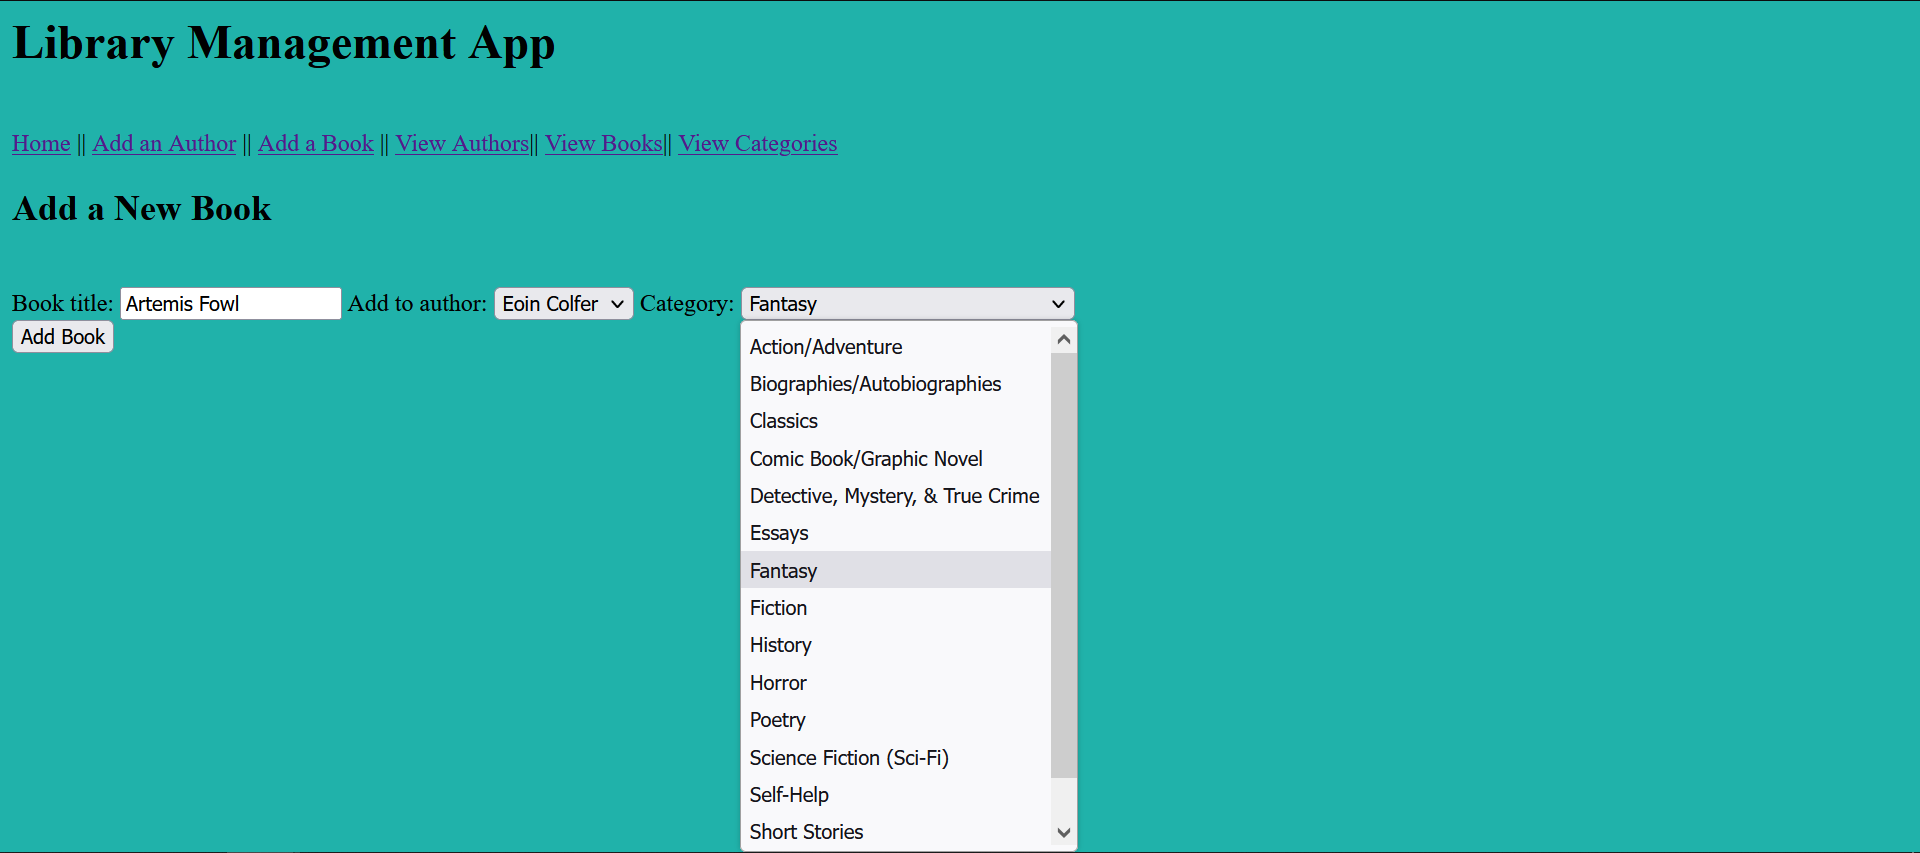 Library Management App
Home || Add an Author || Add a Book || View Authors|| View Books|| View Categories
Add a New Book
Book title: Artemis Fowl Add to author: Eoin Colfer Category: Fantasy
Add Book
Action/Adventure
Biographies/Autobiographies
Classics
Comic Book/Graphic Novel
Detective, Mystery, & True Crime
Essays
Fantasy
Fiction
History
Horror
Poetry
Science Fiction (Sci-Fi)
Self-Help
Short Stories